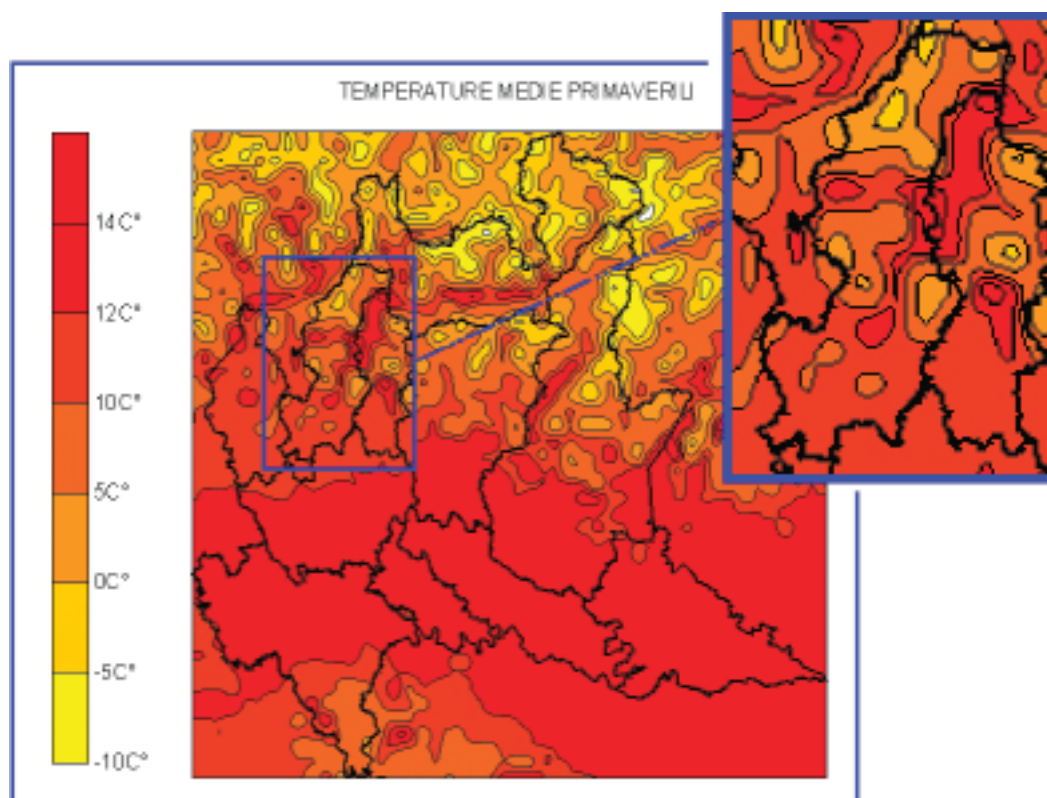 TEMPERATURE MEDIE PRIMAVERILI
14C°
12C°
10C°
5C°
0C°
-5C°
-10C°